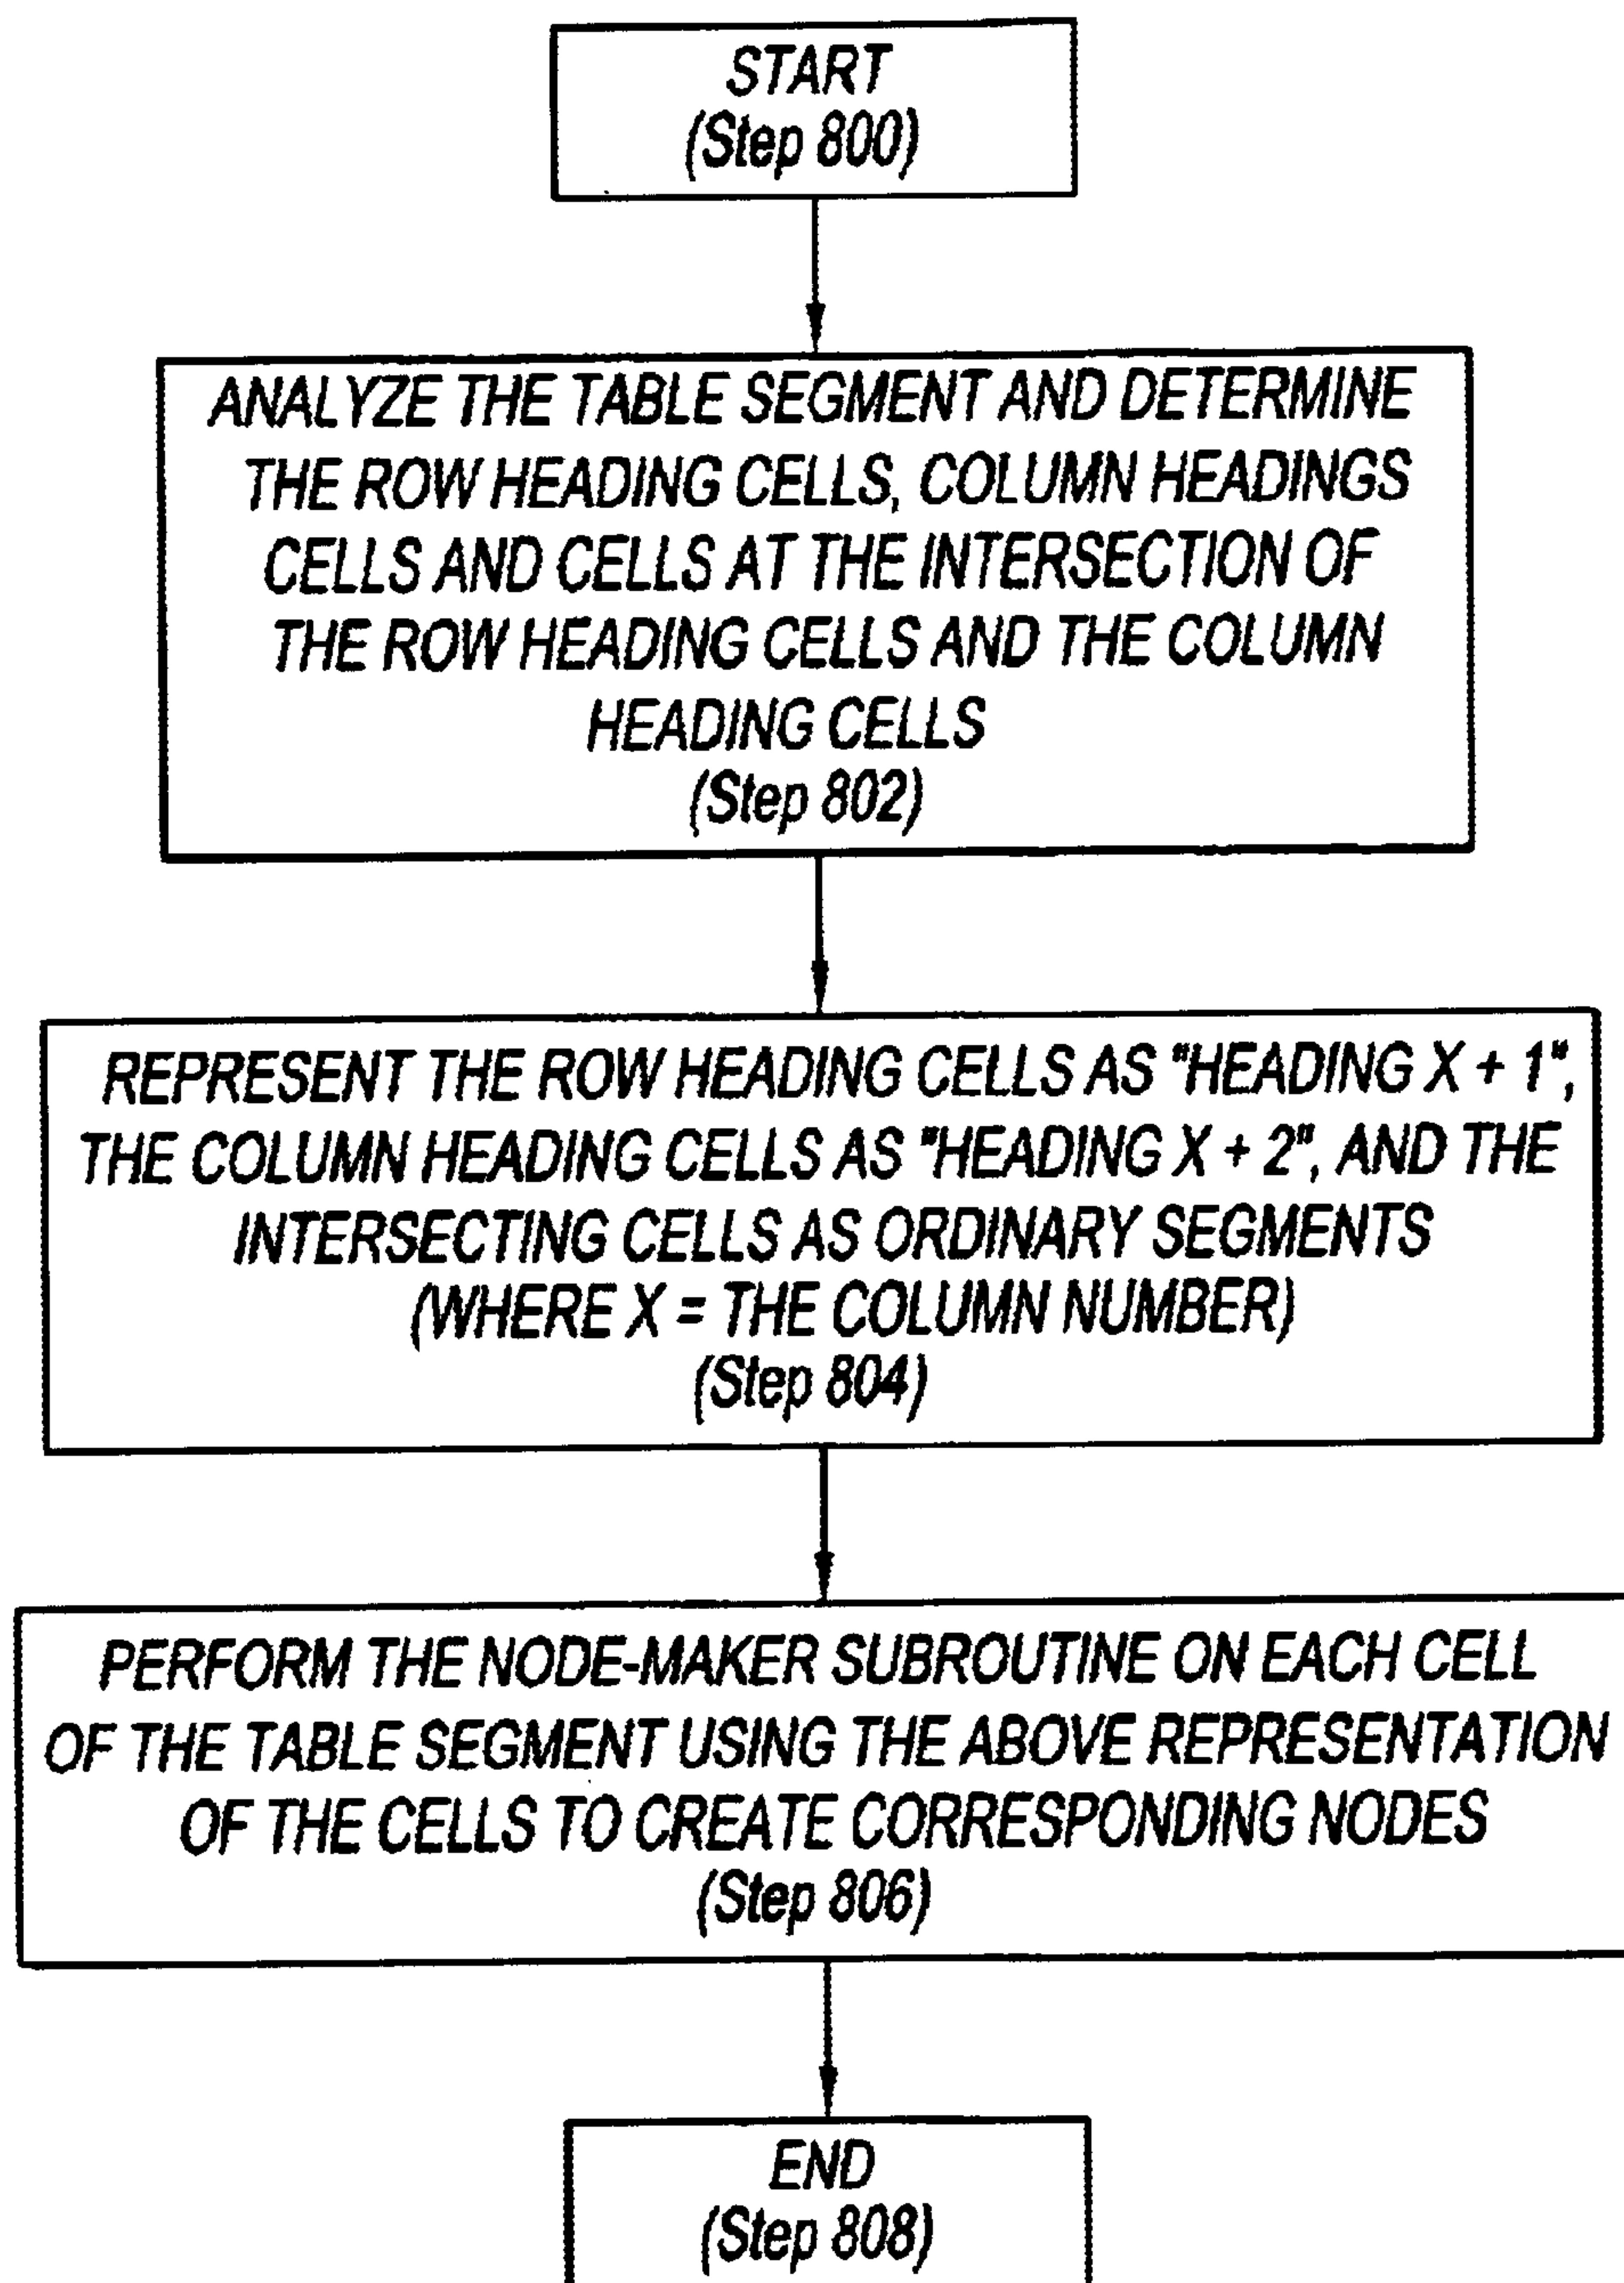 START
(Step 800)
ANALYZE THE TABLE SEGMENT AND DETERMINE
THE ROW HEADING CELLS, COLUMN HEADINGS
CELLS AND CELLS AT THE INTERSECTION OF
THE ROW HEADING CELLS AND THE COLUMN
HEADING CELLS
(Step 802)
REPRESENT THE ROW HEADING CELLS AS "HEADING X + 1",
THE COLUMN HEADING CELLS AS "HEADING X + 2", AND THE
INTERSECTING CELLS AS ORDINARY SEGMENTS
(WHERE X = THE COLUMN NUMBER)
(Step 804)
PERFORM THE NODE-MAKER SUBROUTINE ON EACH CELL
OF THE TABLE SEGMENT USING THE ABOVE REPRESENTATION
OF THE CELLS TO CREATE CORRESPONDING NODES
(Step 806)
END
(Step 808)